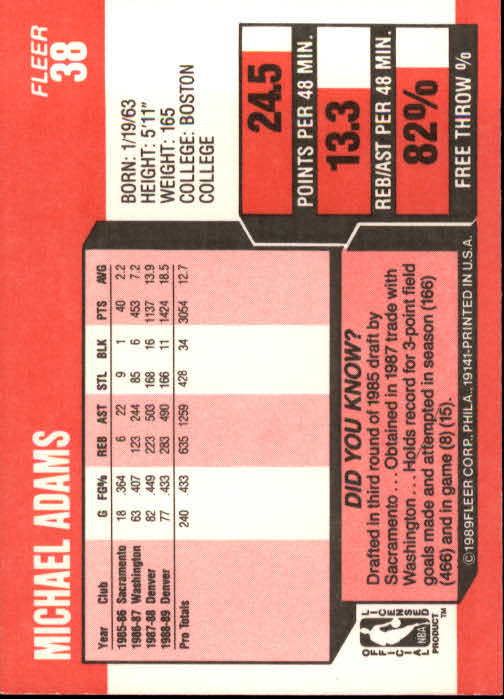 MICHAEL ADAMS
FLEER
38
BORN: 1/19/63
HEIGHT: 5'11"
WEIGHT: 165
COLLEGE: BOSTON
COLLEGE
Year Club G FG% REB AST STL BLK PTS AVG
1985-86 Sacramento 18 .364 6 22 9 1 40 2.2
1986-87 Washington 63 .407 123 244 85 6 453 7.2
1987-88 Denver 82 .449 223 503 168 16 1137 13.9
1988-89 Denver 77 .433 283 490 166 11 1424 18.5
Pro Totals 240 .433 635 1259 428 34 3054 12.7
24.5
POINTS PER 48 MIN.
13.3
REB/AST PER 48 MIN.
82%
FREE THROW %
DID YOU KNOW?
Drafted in third round of 1985 draft by
Sacramento . . . Obtained in 1987 trade with
Washington . . . Holds record for 3-point field
goals made and attempted in season (166)
(466) and in game (8) (15).
OFFICIAL LICENSED
NBA
PRODUCT™
©1989FLEER CORP., PHILA., 19141-PRINTED IN U.S.A.